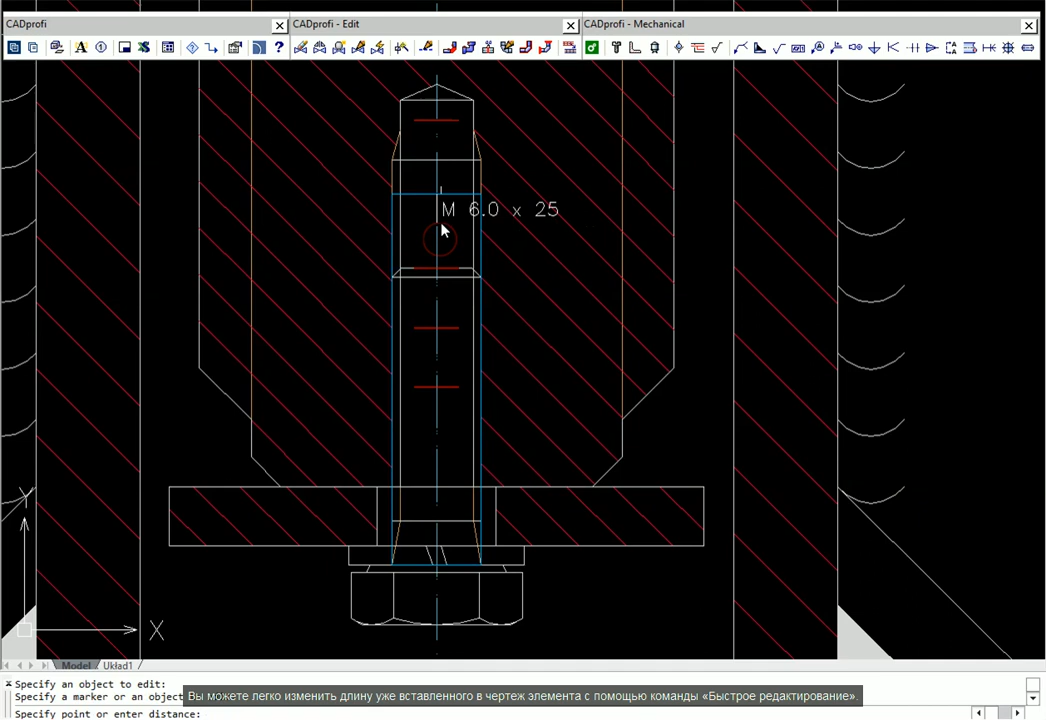 CADprofi
CADprofi - Edit
CADprofi - Mechanical
M 6.0 x 25
Y
X
Model
Układ1
Specify an object to edit:
Specify a marker or an object
Вы можете легко изменить длину уже вставленного в чертеж элемента с помощью команды «Быстрое редактирование».
Specify point or enter distance: